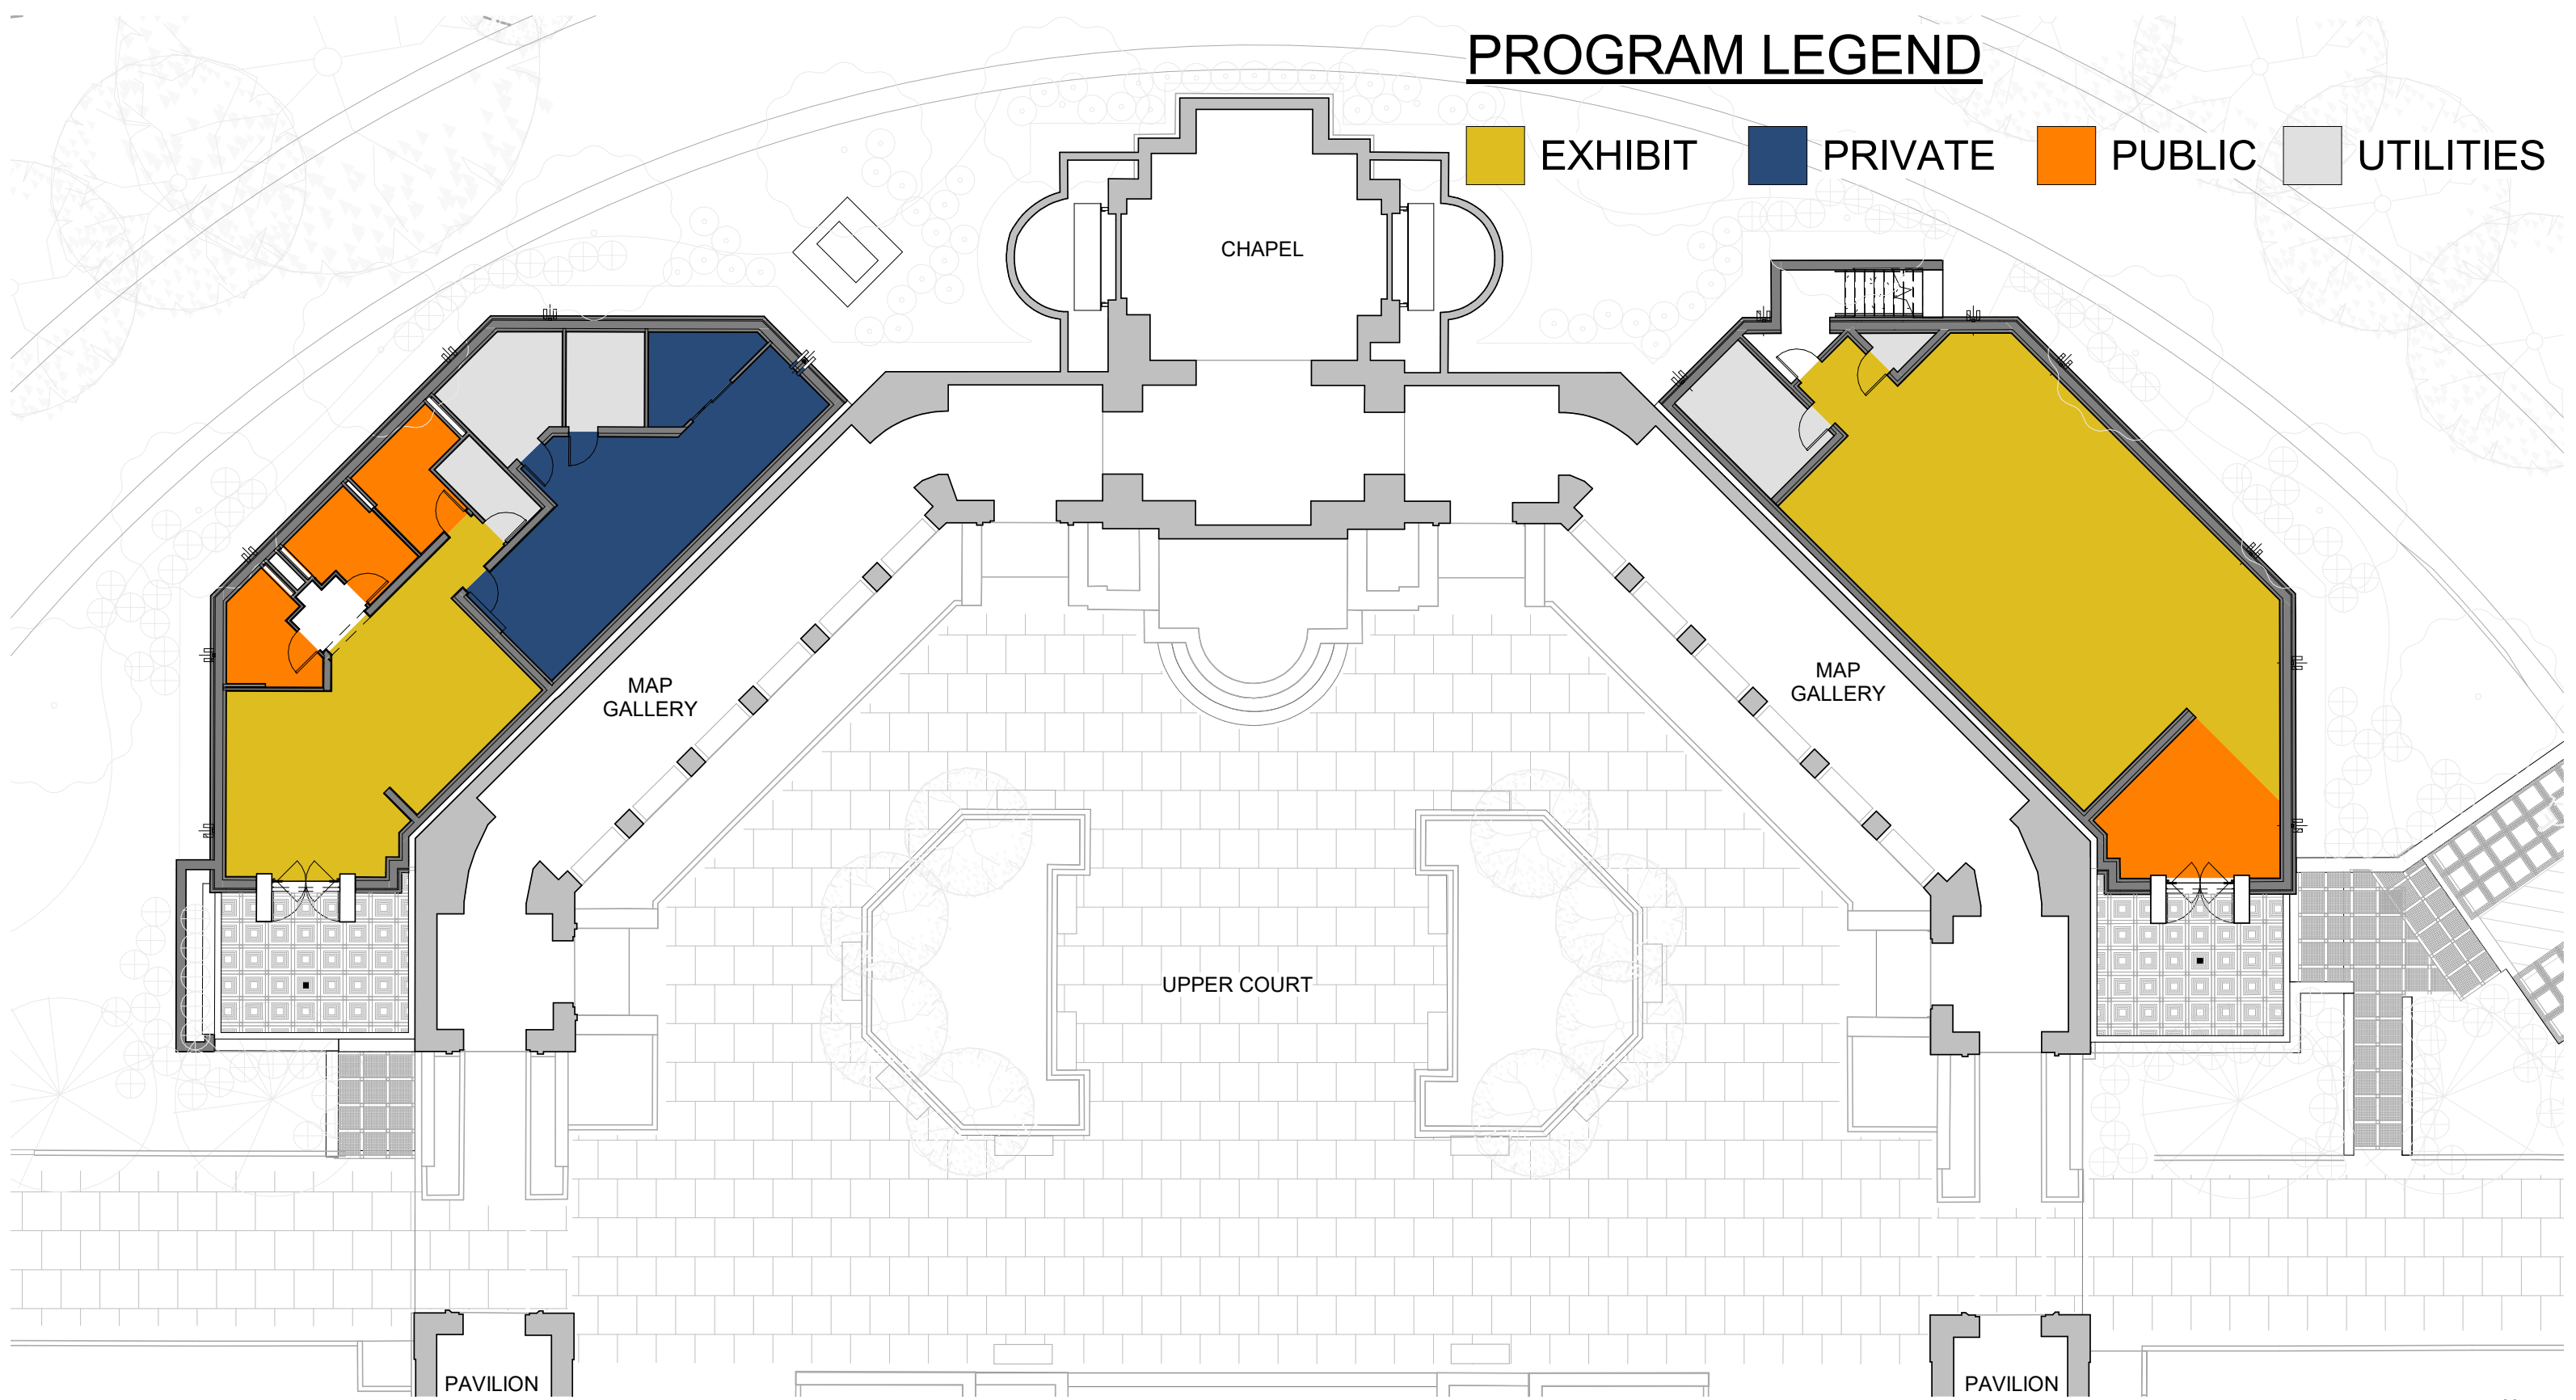 PROGRAM LEGEND
EXHIBIT
PRIVATE
PUBLIC
UTILITIES
CHAPEL
MAP
GALLERY
MAP
GALLERY
UPPER COURT
PAVILION
PAVILION